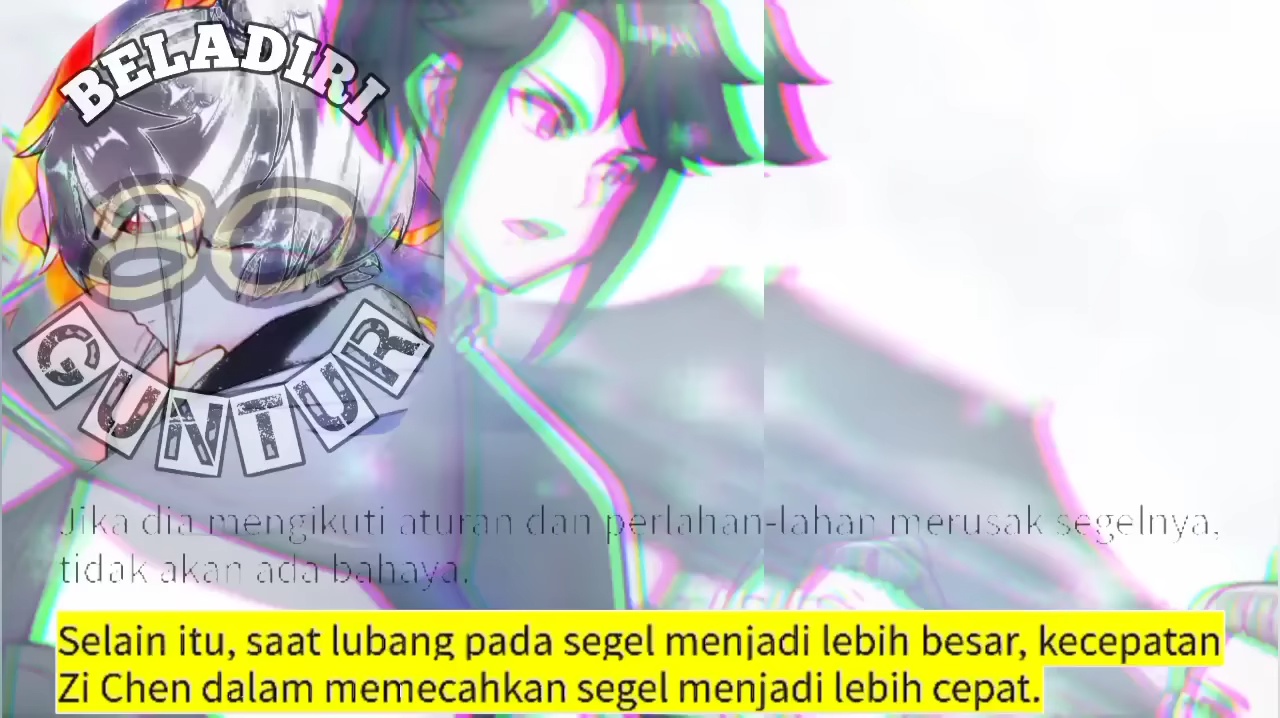 BELADIRI
GUNTUR
Jika dia mengikuti aturan dan perlahan-lahan merusak segelnya,
tidak akan ada bahaya.
Selain itu, saat lubang pada segel menjadi lebih besar, kecepatan
Zi Chen dalam memecahkan segel menjadi lebih cepat.